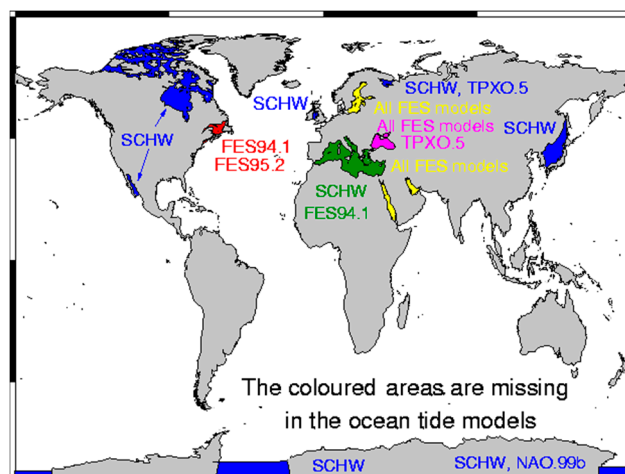 SCHW, TPXO.5
All FES models
SCHW
All FES models
SCHW
SCHW
TPXO.5
FES94.1
FES95.2
All FES models
SCHW
FES94.1
The coloured areas are missing
in the ocean tide models
SCHW
SCHW, NAO.99b